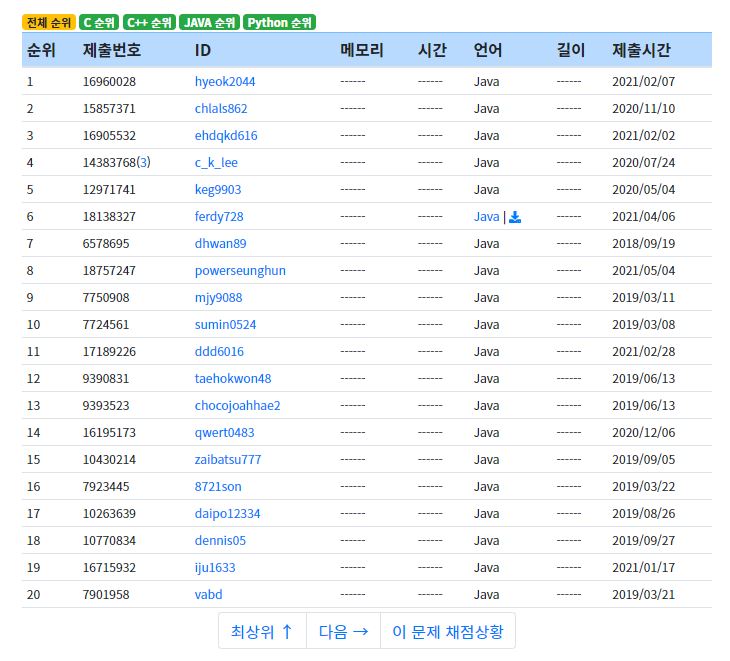 전체 순위 C 순위 C++ 순위 JAVA 순위 Python 순위
순위 제출번호 ID 메모리 시간 언어 길이 제출시간
1 16960028 hyeok2044 ------ ------ Java ------ 2021/02/07
2 15857371 chlals862 ------ ------ Java ------ 2020/11/10
3 16905532 ehdqkd616 ------ ------ Java ------ 2021/02/02
4 14383768(3) c_k_lee ------ ------ Java ------ 2020/07/24
5 12971741 keg9903 ------ ------ Java ------ 2020/05/04
6 18138327 ferdy728 ------ ------ Java | ------ 2021/04/06
7 6578695 dhwan89 ------ ------ Java ------ 2018/09/19
8 18757247 powerseunghun ------ ------ Java ------ 2021/05/04
9 7750908 mjy9088 ------ ------ Java ------ 2019/03/11
10 7724561 sumin0524 ------ ------ Java ------ 2019/03/08
11 17189226 ddd6016 ------ ------ Java ------ 2021/02/28
12 9390831 taehokwon48 ------ ------ Java ------ 2019/06/13
13 9393523 chocojoahhae2 ------ ------ Java ------ 2019/06/13
14 16195173 qwert0483 ------ ------ Java ------ 2020/12/06
15 10430214 zaibatsu777 ------ ------ Java ------ 2019/09/05
16 7923445 8721son ------ ------ Java ------ 2019/03/22
17 10263639 daipo12334 ------ ------ Java ------ 2019/08/26
18 10770834 dennis05 ------ ------ Java ------ 2019/09/27
19 16715932 iju1633 ------ ------ Java ------ 2021/01/17
20 7901958 vabd ------ ------ Java ------ 2019/03/21
최상위 ↑ 다음 → 이 문제 채점상황